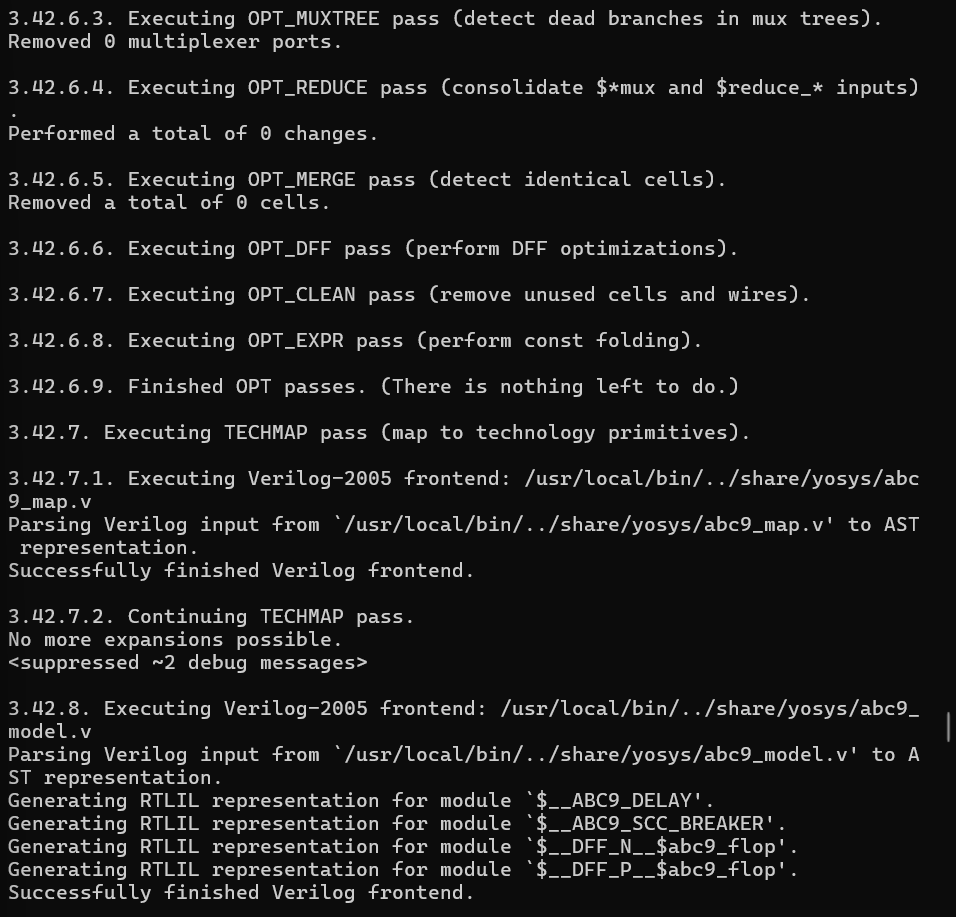 3.42.6.3. Executing OPT_MUXTREE pass (detect dead branches in mux trees).
Removed 0 multiplexer ports.
3.42.6.4. Executing OPT_REDUCE pass (consolidate $*mux and $reduce_* inputs)
.
Performed a total of 0 changes.
3.42.6.5. Executing OPT_MERGE pass (detect identical cells).
Removed a total of 0 cells.
3.42.6.6. Executing OPT_DFF pass (perform DFF optimizations).
3.42.6.7. Executing OPT_CLEAN pass (remove unused cells and wires).
3.42.6.8. Executing OPT_EXPR pass (perform const folding).
3.42.6.9. Finished OPT passes. (There is nothing left to do.)
3.42.7. Executing TECHMAP pass (map to technology primitives).
3.42.7.1. Executing Verilog-2005 frontend: /usr/local/bin/../share/yosys/abc
9_map.v
Parsing Verilog input from `/usr/local/bin/../share/yosys/abc9_map.v' to AST
 representation.
Successfully finished Verilog frontend.
3.42.7.2. Continuing TECHMAP pass.
No more expansions possible.
<suppressed ~2 debug messages>
3.42.8. Executing Verilog-2005 frontend: /usr/local/bin/../share/yosys/abc9_
model.v
Parsing Verilog input from `/usr/local/bin/../share/yosys/abc9_model.v' to A
ST representation.
Generating RTLIL representation for module `$__ABC9_DELAY'.
Generating RTLIL representation for module `$__ABC9_SCC_BREAKER'.
Generating RTLIL representation for module `$__DFF_N__$abc9_flop'.
Generating RTLIL representation for module `$__DFF_P__$abc9_flop'.
Successfully finished Verilog frontend.